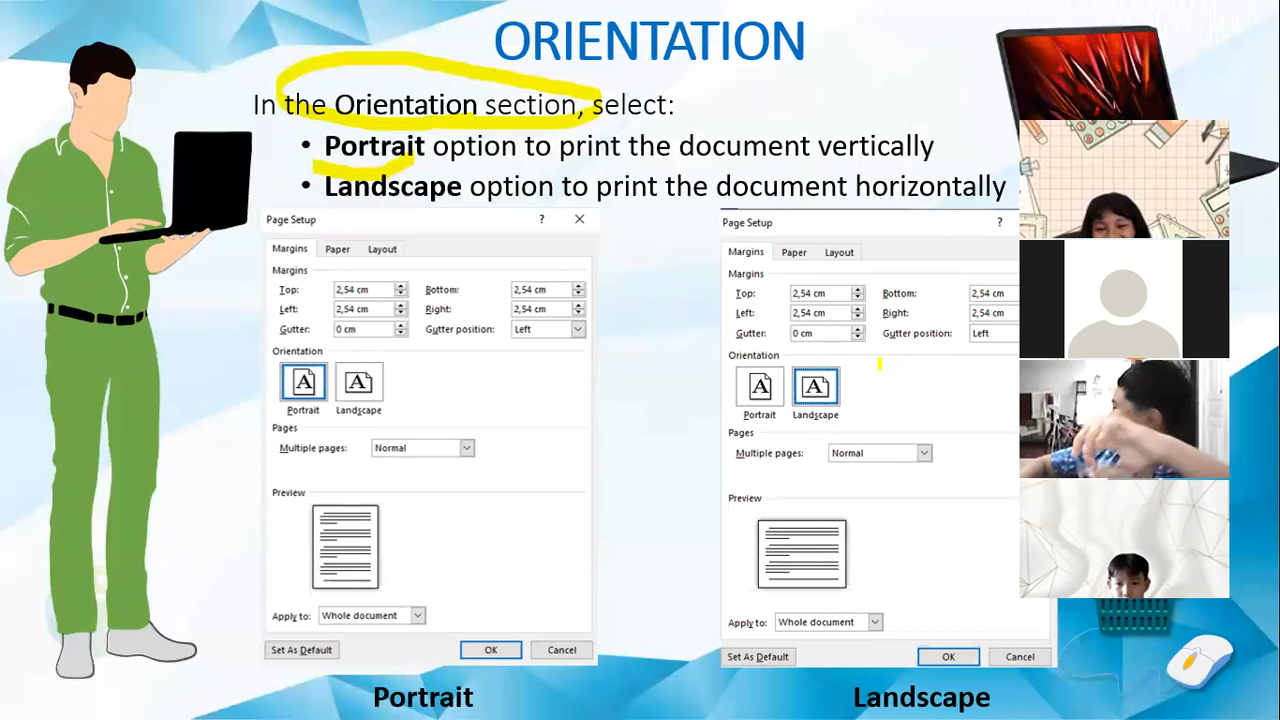 ORIENTATION
In the Orientation section, select:
• Portrait option to print the document vertically
• Landscape option to print the document horizontally
Page Setup ? ×
Margins Paper Layout
Margins
Top: 2,54 cm Bottom: 2,54 cm
Left: 2,54 cm Right: 2,54 cm
Gutter: 0 cm Gutter position: Left
Orientation
A A
Portrait Landscape
Pages
Multiple pages: Normal
Preview
Apply to: Whole document
Set As Default OK Cancel
Portrait
Page Setup ?
Margins Paper Layout
Margins
Top: 2,54 cm Bottom: 2,54 cm
Left: 2,54 cm Right: 2,54 cm
Gutter: 0 cm Gutter position: Left
Orientation
A A
Portrait Landscape
Pages
Multiple pages: Normal
Preview
Apply to: Whole document
Set As Default OK Cancel
Landscape